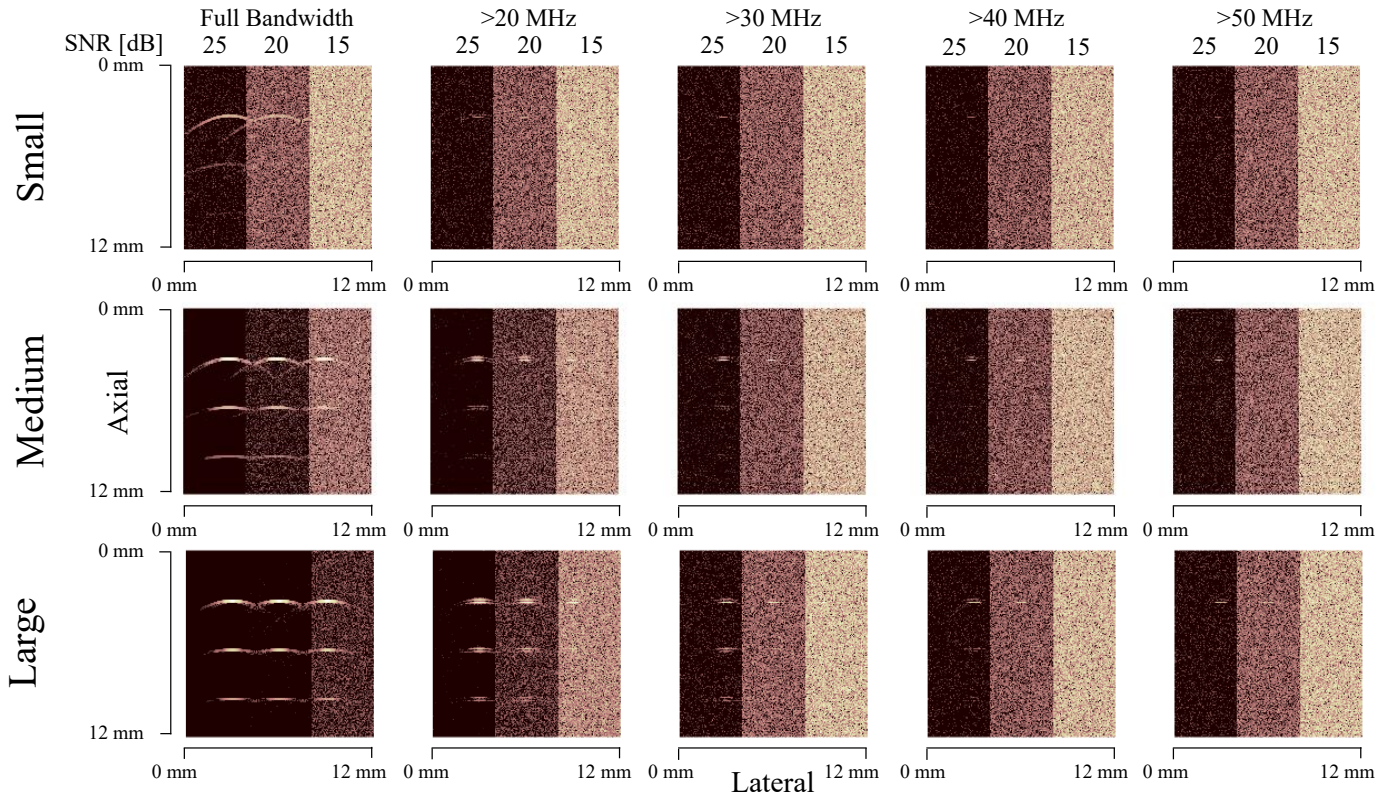 Full Bandwidth >20 MHz >30 MHz >40 MHz >50 MHz
SNR [dB] 25 20 15 25 20 15 25 20 15 25 20 15 25 20 15
0 mm
Small
12 mm
0 mm 12 mm 0 mm 12 mm 0 mm 12 mm 0 mm 12 mm 0 mm 12 mm
0 mm
Medium
Axial
12 mm
0 mm 12 mm 0 mm 12 mm 0 mm 12 mm 0 mm 12 mm 0 mm 12 mm
0 mm
Large
12 mm
0 mm 12 mm 0 mm 12 mm 0 mm 12 mm 0 mm 12 mm 0 mm 12 mm
Lateral